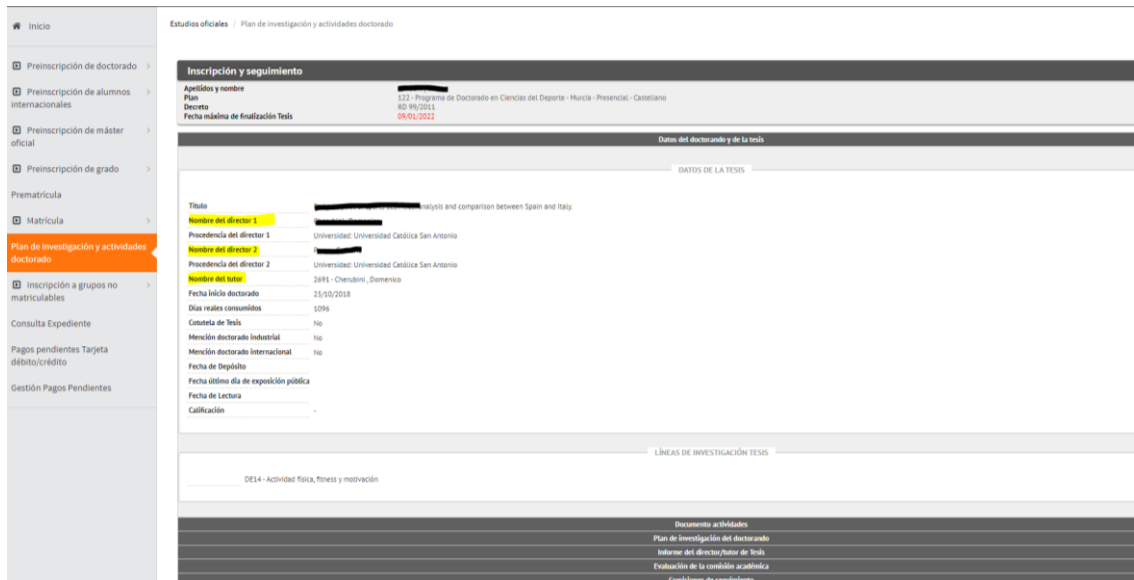 Inicio
Preinscripción de doctorado
Preinscripción de alumnos
internacionales
Preinscripción de máster
oficial
Preinscripción de grado
Prematrícula
Matrícula
Plan de investigación y actividades
doctorado
Inscripción a grupos no
matriculables
Consulta Expediente
Pagos pendientes Tarjeta
débito/crédito
Gestión Pagos Pendientes
Estudios oficiales / Plan de investigación y actividades doctorado
Inscripción y seguimiento
Apellidos y nombre
Plan 122 - Programa de Doctorado en Ciencias del Deporte - Murcia - Presencial - Castellano
Decreto RD 99/2011
Fecha máxima de finalización Tesis 09/01/2022
Datos del doctorando y de la tesis
DATOS DE LA TESIS
Título analysis and comparison between Spain and Italy.
Nombre del director 1
Procedencia del director 1 Universidad: Universidad Católica San Antonio
Nombre del director 2
Procedencia del director 2 Universidad: Universidad Católica San Antonio
Nombre del tutor 2691 - Cherubini , Domenico
Fecha inicio doctorado 25/10/2018
Días reales consumidos 1096
Cotutela de Tesis No
Mención doctorado industrial No
Mención doctorado internacional No
Fecha de Depósito
Fecha último día de exposición pública
Fecha de Lectura
Calificación -
LÍNEAS DE INVESTIGACIÓN TESIS
DE14 - Actividad física, fitness y motivación
Documento actividades
Plan de investigación del doctorando
Informe del director/tutor de Tesis
Evaluación de la comisión académica
Comisiones de seguimiento